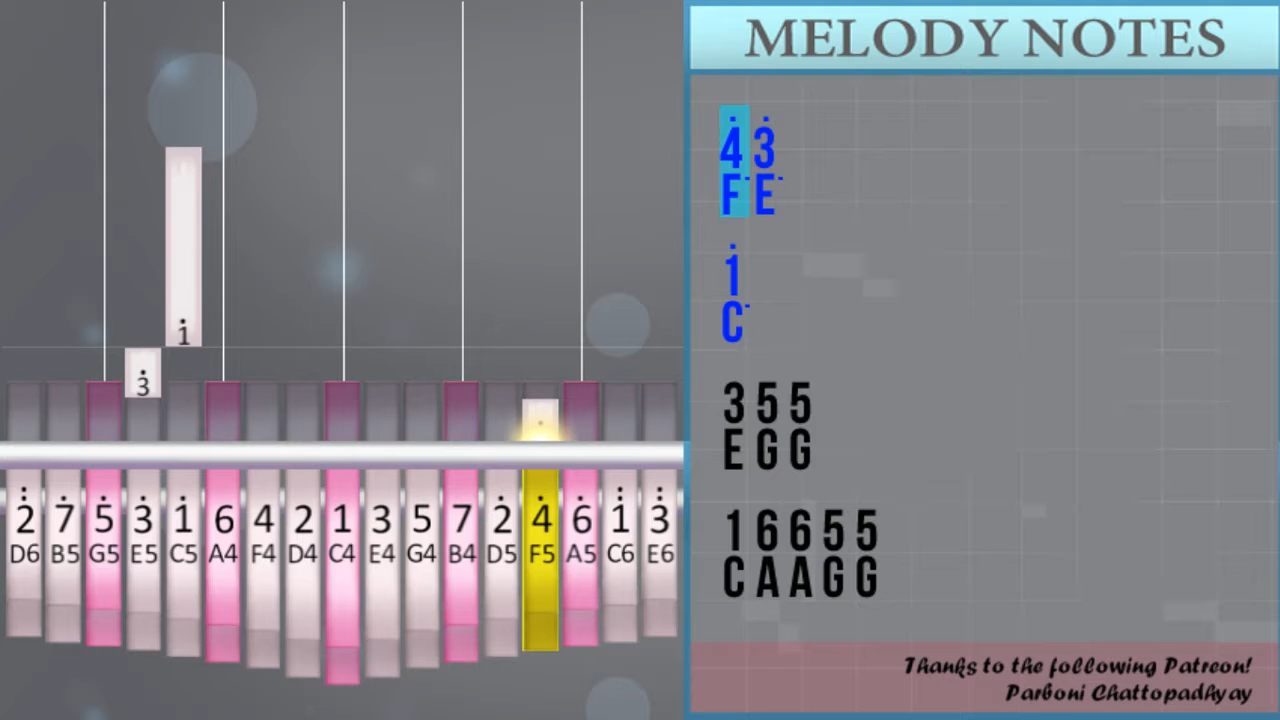 MELODY NOTES
4̇ 3̇
F˙ E˙
1̇
C˙
3 5 5
E G G
1 6 6 5 5
C A A G G
1̇
3̇
2̈ 7̇ 5̇ 3̇ 1̇ 6 4 2 1 3 5 7 2̇ 4̇ 6̇ 1̈ 3̈
D6 B5 G5 E5 C5 A4 F4 D4 C4 E4 G4 B4 D5 F5 A5 C6 E6
Thanks to the following Patreon!
Parboni Chattopadhyay